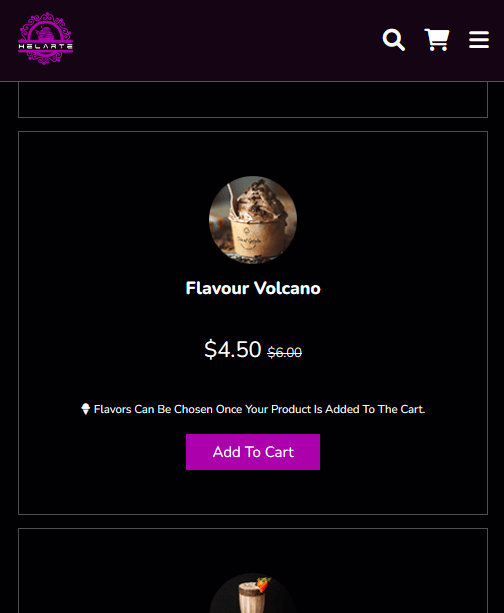 HELARTE
Flavour Volcano
$4.50 $6.00
Flavors Can Be Chosen Once Your Product Is Added To The Cart.
Add To Cart